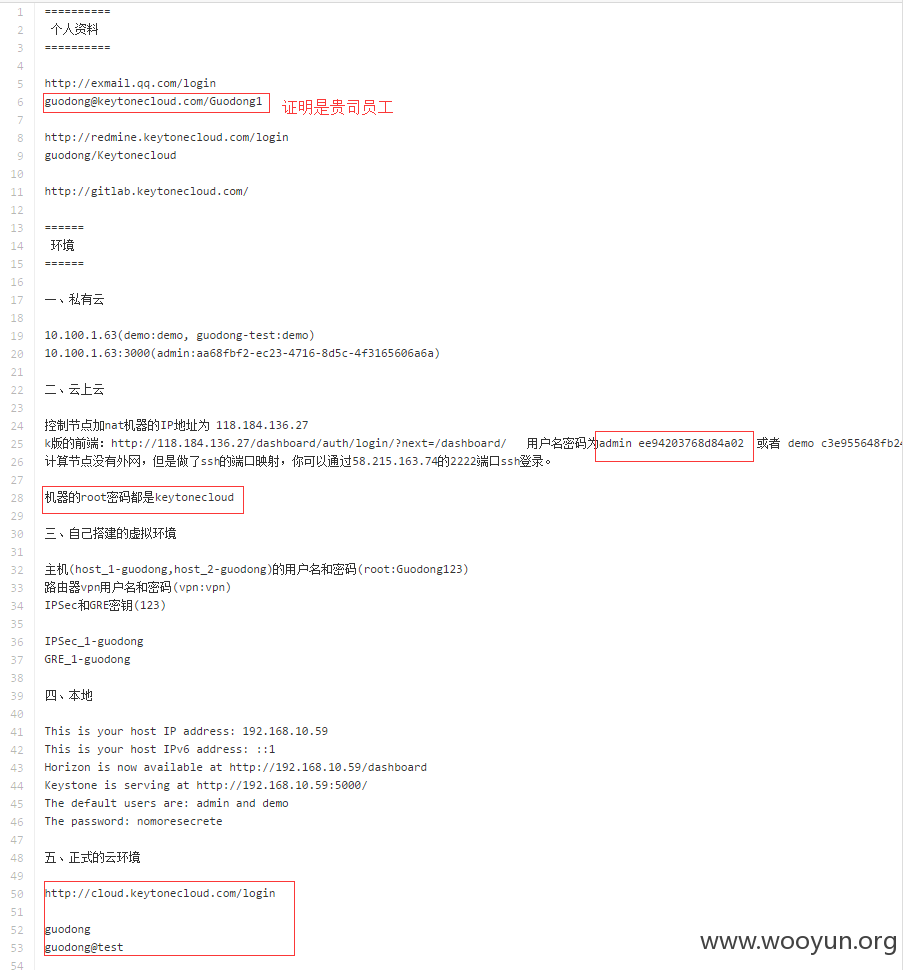 1 ==========
2 个人资料
3 ==========
4
5 http://exmail.qq.com/login
6 guodong@keytonecloud.com/Guodong1 证明是贵司员工
7
8 http://redmine.keytonecloud.com/login
9 guodong/Keytonecloud
10
11 http://gitlab.keytonecloud.com/
12
13 ======
14 环境
15 ======
16
17 一、私有云
18
19 10.100.1.63(demo:demo, guodong-test:demo)
20 10.100.1.63:3000(admin:aa68fbf2-ec23-4716-8d5c-4f3165606a6a)
21
22 二、云上云
23
24 控制节点加nat机器的IP地址为 118.184.136.27
25 k版的前端：http://118.184.136.27/dashboard/auth/login/?next=/dashboard/ 用户名密码为admin ee94203768d84a02 或者 demo c3e955648fb24
26 计算节点没有外网，但是做了ssh的端口映射，你可以通过58.215.163.74的2222端口ssh登录。
27
28 机器的root密码都是keytonecloud
29
30 三、自己搭建的虚拟环境
31
32 主机(host_1-guodong,host_2-guodong)的用户名和密码(root:Guodong123)
33 路由器vpn用户名和密码(vpn:vpn)
34 IPSec和GRE密钥(123)
35
36 IPSec_1-guodong
37 GRE_1-guodong
38
39 四、本地
40
41 This is your host IP address: 192.168.10.59
42 This is your host IPv6 address: ::1
43 Horizon is now available at http://192.168.10.59/dashboard
44 Keystone is serving at http://192.168.10.59:5000/
45 The default users are: admin and demo
46 The password: nomoresecrete
47
48 五、正式的云环境
49
50 http://cloud.keytonecloud.com/login
51
52 guodong
53 guodong@test
54
www.wooyun.org